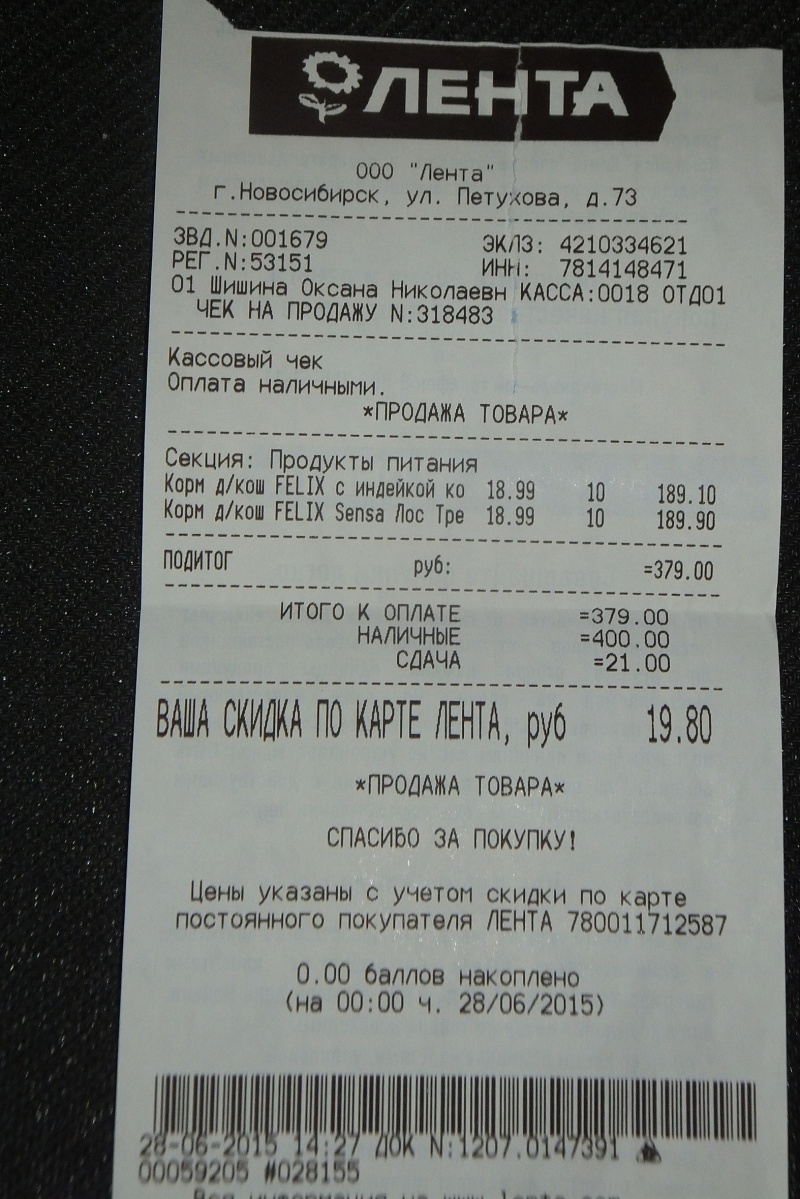 ЛЕНТА
ООО "Лента"
г.Новосибирск, ул. Петухова, д.73
ЗВД.N:001679 ЭКЛЗ: 4210334621
РЕГ.N:53151 ИНН: 7814148471
01 Шишина Оксана Николаевн КАССА:0018 ОТД01
ЧЕК НА ПРОДАЖУ N:318483
Кассовый чек
Оплата наличными.
*ПРОДАЖА ТОВАРА*
Секция: Продукты питания
Корм д/кош FELIX с индейкой ко 18.99 10 189.10
Корм д/кош FELIX Sensa Лос Тре 18.99 10 189.90
ПОДИТОГ руб: =379.00
ИТОГО К ОПЛАТЕ =379.00
НАЛИЧНЫЕ =400.00
СДАЧА =21.00
ВАША СКИДКА ПО КАРТЕ ЛЕНТА, руб 19.80
*ПРОДАЖА ТОВАРА*
СПАСИБО ЗА ПОКУПКУ!
Цены указаны с учетом скидки по карте
постоянного покупателя ЛЕНТА 780011712587
0.00 баллов накоплено
(на 00:00 ч. 28/06/2015)
28-06-2015 14:27 ДОК N:1207.0147391
00059205 #028155